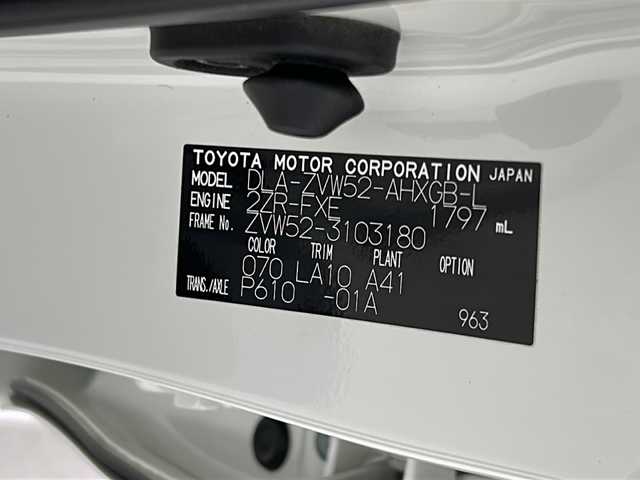 TOYOTA MOTOR CORPORATION JAPAN
MODEL DLA-ZVW52-AHXGB-L
ENGINE 2ZR-FXE 1797 mL
FRAME No. ZVW52-3103180
COLOR TRIM PLANT OPTION
070 LA10 A41
TRANS./AXLE P610 -01A
963